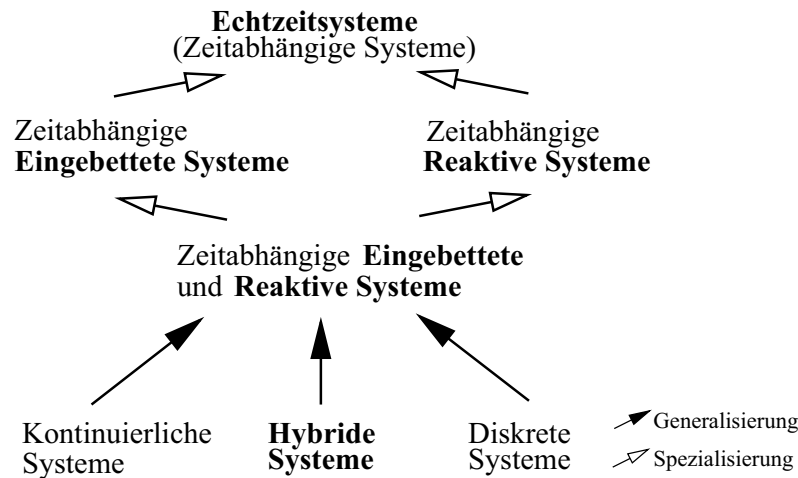 Echtzeitsysteme
(Zeitabhängige Systeme)
Zeitabhängige
Eingebettete Systeme
Zeitabhängige
Reaktive Systeme
Zeitabhängige Eingebettete
und Reaktive Systeme
Kontinuierliche
Systeme
Hybride
Systeme
Diskrete
Systeme
Generalisierung
Spezialisierung